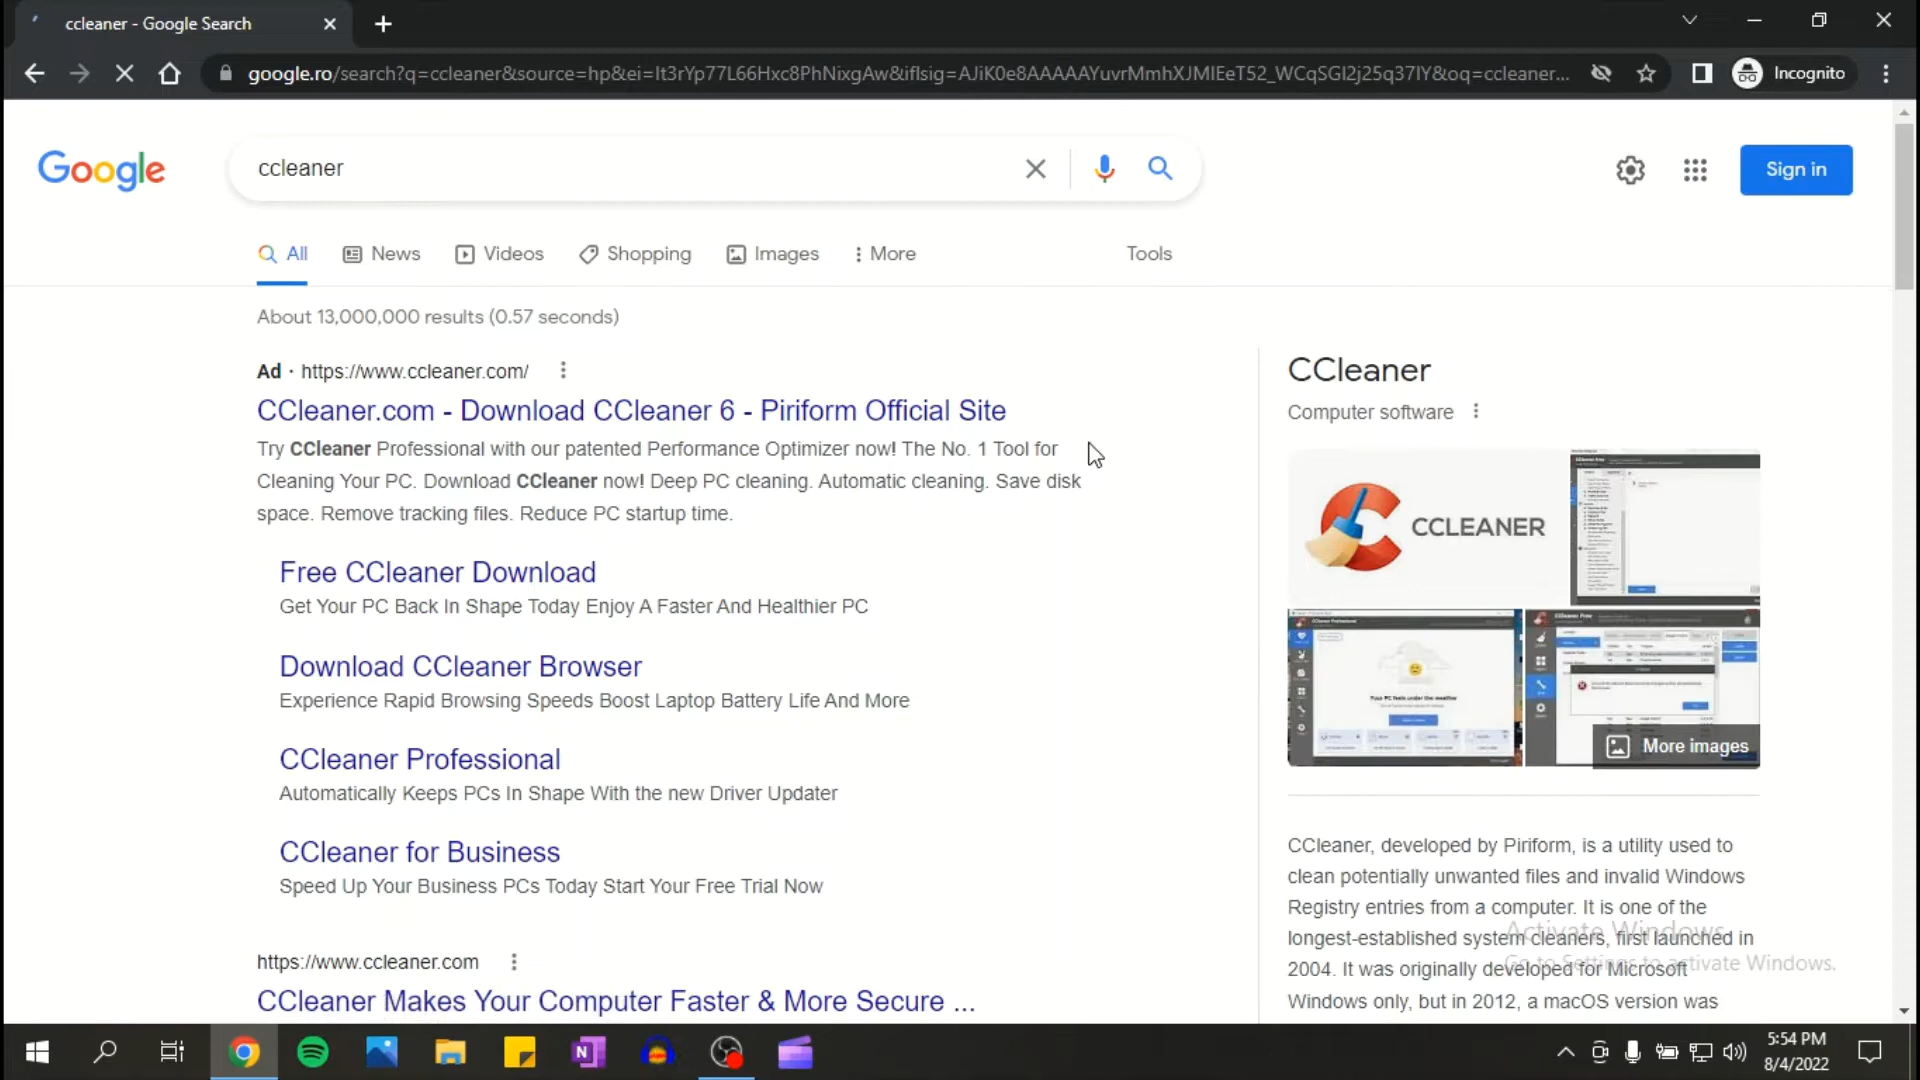 ccleaner - Google Search
google.ro/search?q=ccleaner&source=hp&ei=It3rYp77L66Hxc8PhNixgAw&iflsig=AJiK0e8AAAAAYuvrMmhXJMIEeT52_WCqSGI2j25q37IY&oq=ccleaner...
Incognito
Google
ccleaner
Sign in
All
News
Videos
Shopping
Images
More
Tools
About 13,000,000 results (0.57 seconds)
Ad · https://www.ccleaner.com/
CCleaner.com - Download CCleaner 6 - Piriform Official Site
Try CCleaner Professional with our patented Performance Optimizer now! The No. 1 Tool for
Cleaning Your PC. Download CCleaner now! Deep PC cleaning. Automatic cleaning. Save disk
space. Remove tracking files. Reduce PC startup time.
Free CCleaner Download
Get Your PC Back In Shape Today Enjoy A Faster And Healthier PC
Download CCleaner Browser
Experience Rapid Browsing Speeds Boost Laptop Battery Life And More
CCleaner Professional
Automatically Keeps PCs In Shape With the new Driver Updater
CCleaner for Business
Speed Up Your Business PCs Today Start Your Free Trial Now
https://www.ccleaner.com
CCleaner Makes Your Computer Faster & More Secure ...
CCleaner
Computer software
CCLEANER
Your PC feels under the weather
More images
CCleaner, developed by Piriform, is a utility used to
clean potentially unwanted files and invalid Windows
Registry entries from a computer. It is one of the
longest-established system cleaners, first launched in
2004. It was originally developed for Microsoft
Windows only, but in 2012, a macOS version was
Activate Windows
Go to Settings to activate Windows.
5:54 PM
8/4/2022